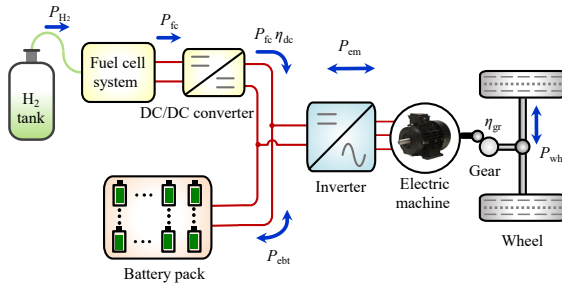 P_H₂
P_fc
P_fc η_dc
P_em
Fuel cell
system
H₂
tank
DC/DC converter
η_gr
P_wh
Inverter
Electric
machine
Gear
Wheel
P_ebt
Battery pack